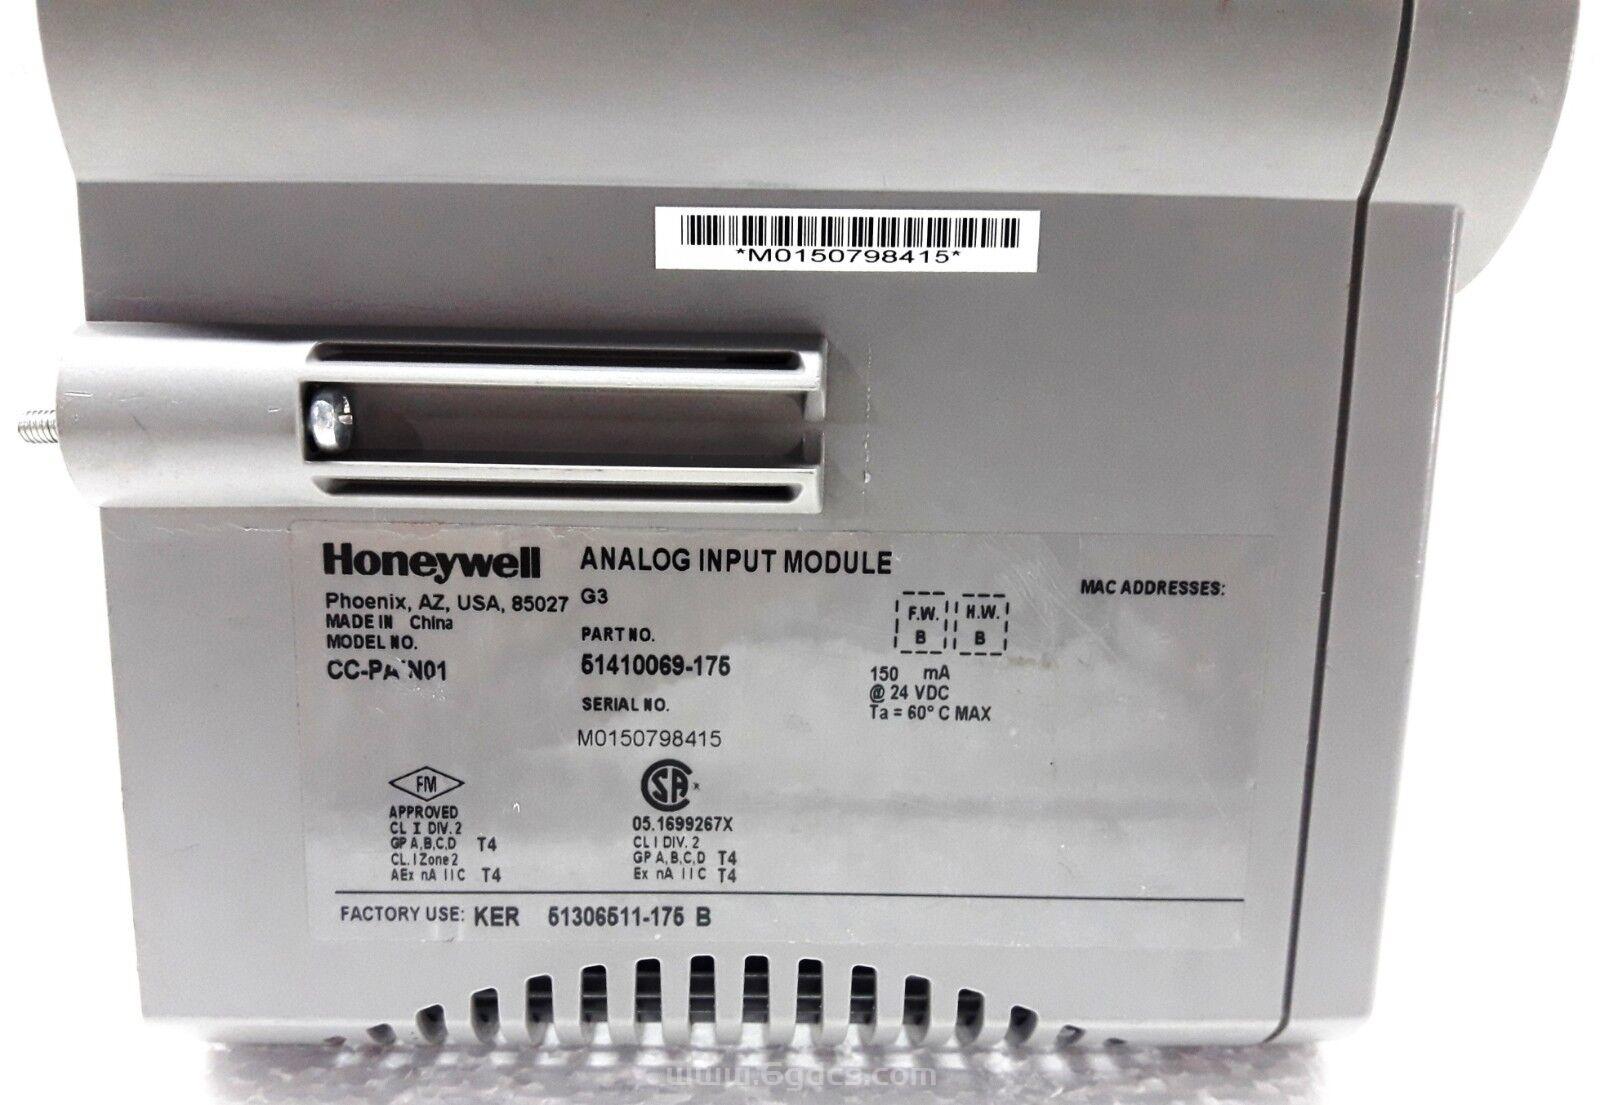 *M0150798415*
Honeywell ANALOG INPUT MODULE
Phoenix, AZ, USA, 85027 G3
MADE IN China
MODEL NO.
PART NO.
51410069-175
SERIAL NO.
M0150798415
F.W. H.W.
B B
MAC ADDRESSES:
150 mA
@ 24 VDC
Ta = 60° C MAX
FM
APPROVED
CL I DIV. 2
GP A,B,C,D T4
CL. I Zone 2
AEx nA IIC T4
SA
05.1699267X
CL I DIV. 2
GP A,B,C,D T4
Ex nA IIC T4
FACTORY USE: KER 51306511-175 B
www.6gdcs.com